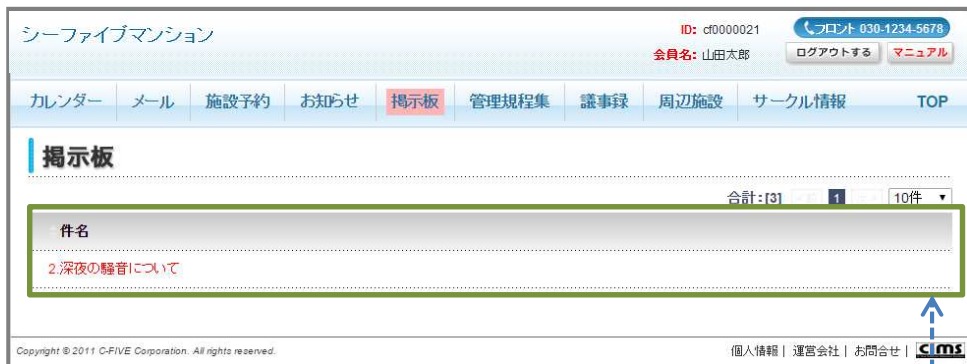 シーファイブマンション
ID: cf0000021
フロント 030-1234-5678
会員名: 山田太郎
ログアウトする
マニュアル
カレンダー メール 施設予約 お知らせ 掲示板 管理規程集 議事録 周辺施設 サークル情報 TOP
掲示板
合計:[3] 1 10件
件名
2.深夜の騒音について
Copyright © 2011 C-FIVE Corporation. All rights reserved.
個人情報 | 運営会社 | お問合せ | cims